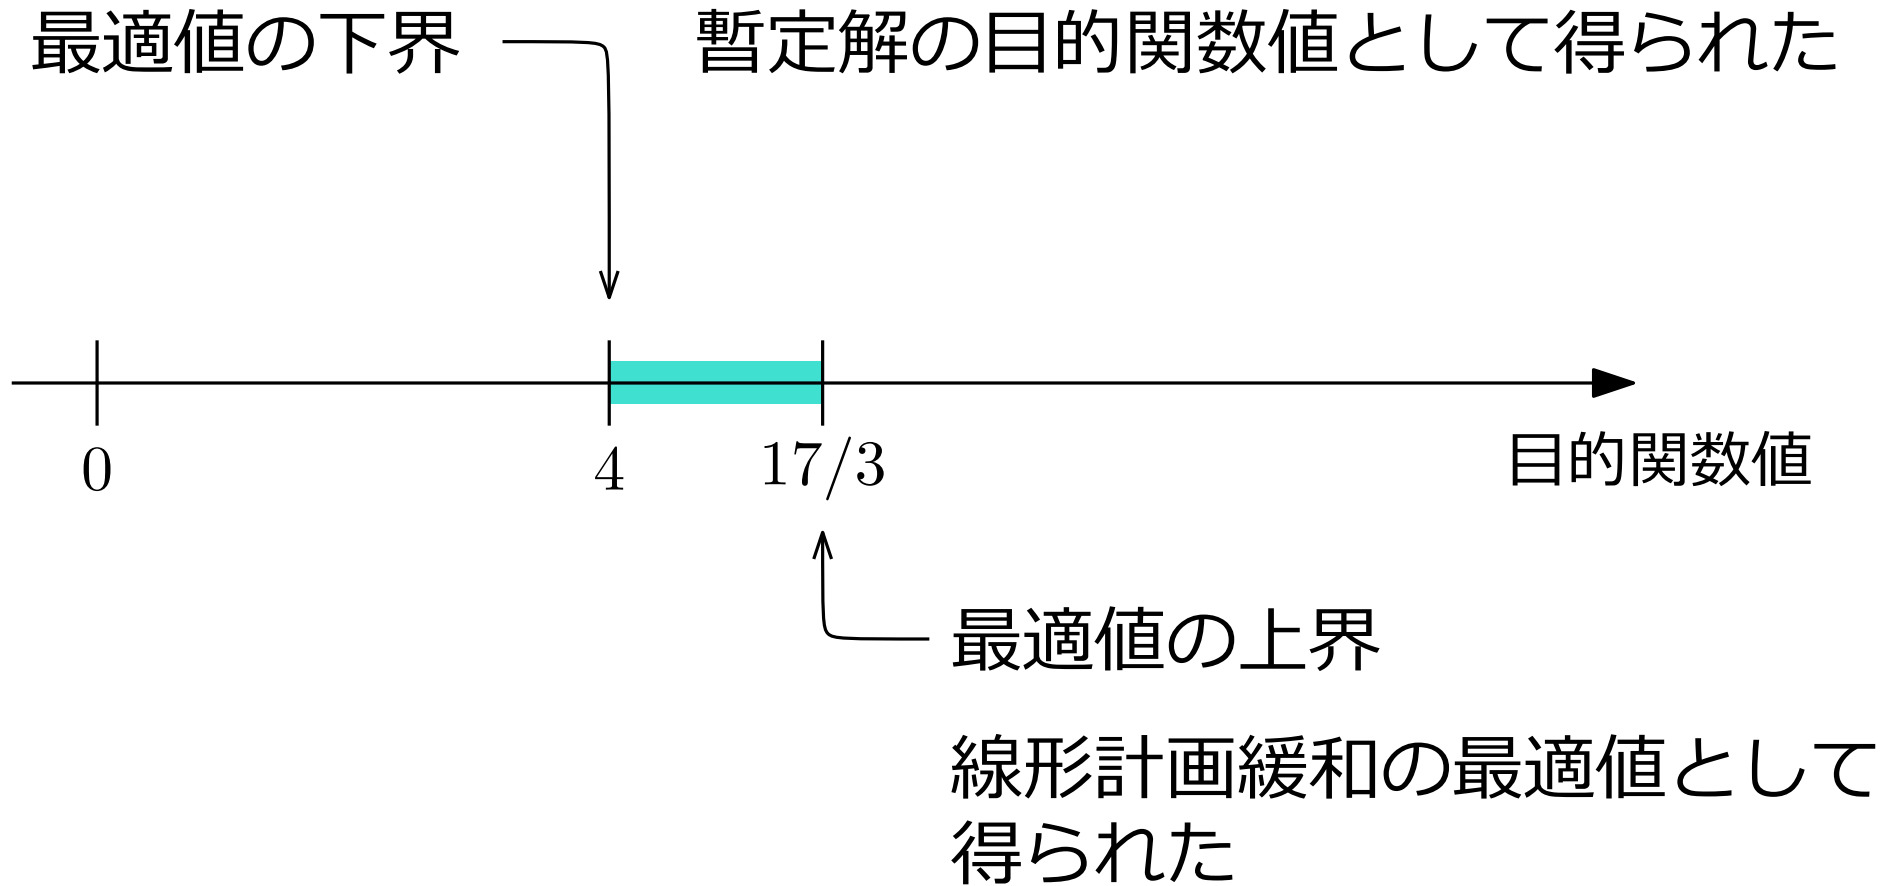 最適値の下界
暫定解の目的関数値として得られた
0
4
17/3
目的関数値
最適値の上界
線形計画緩和の最適値として
得られた